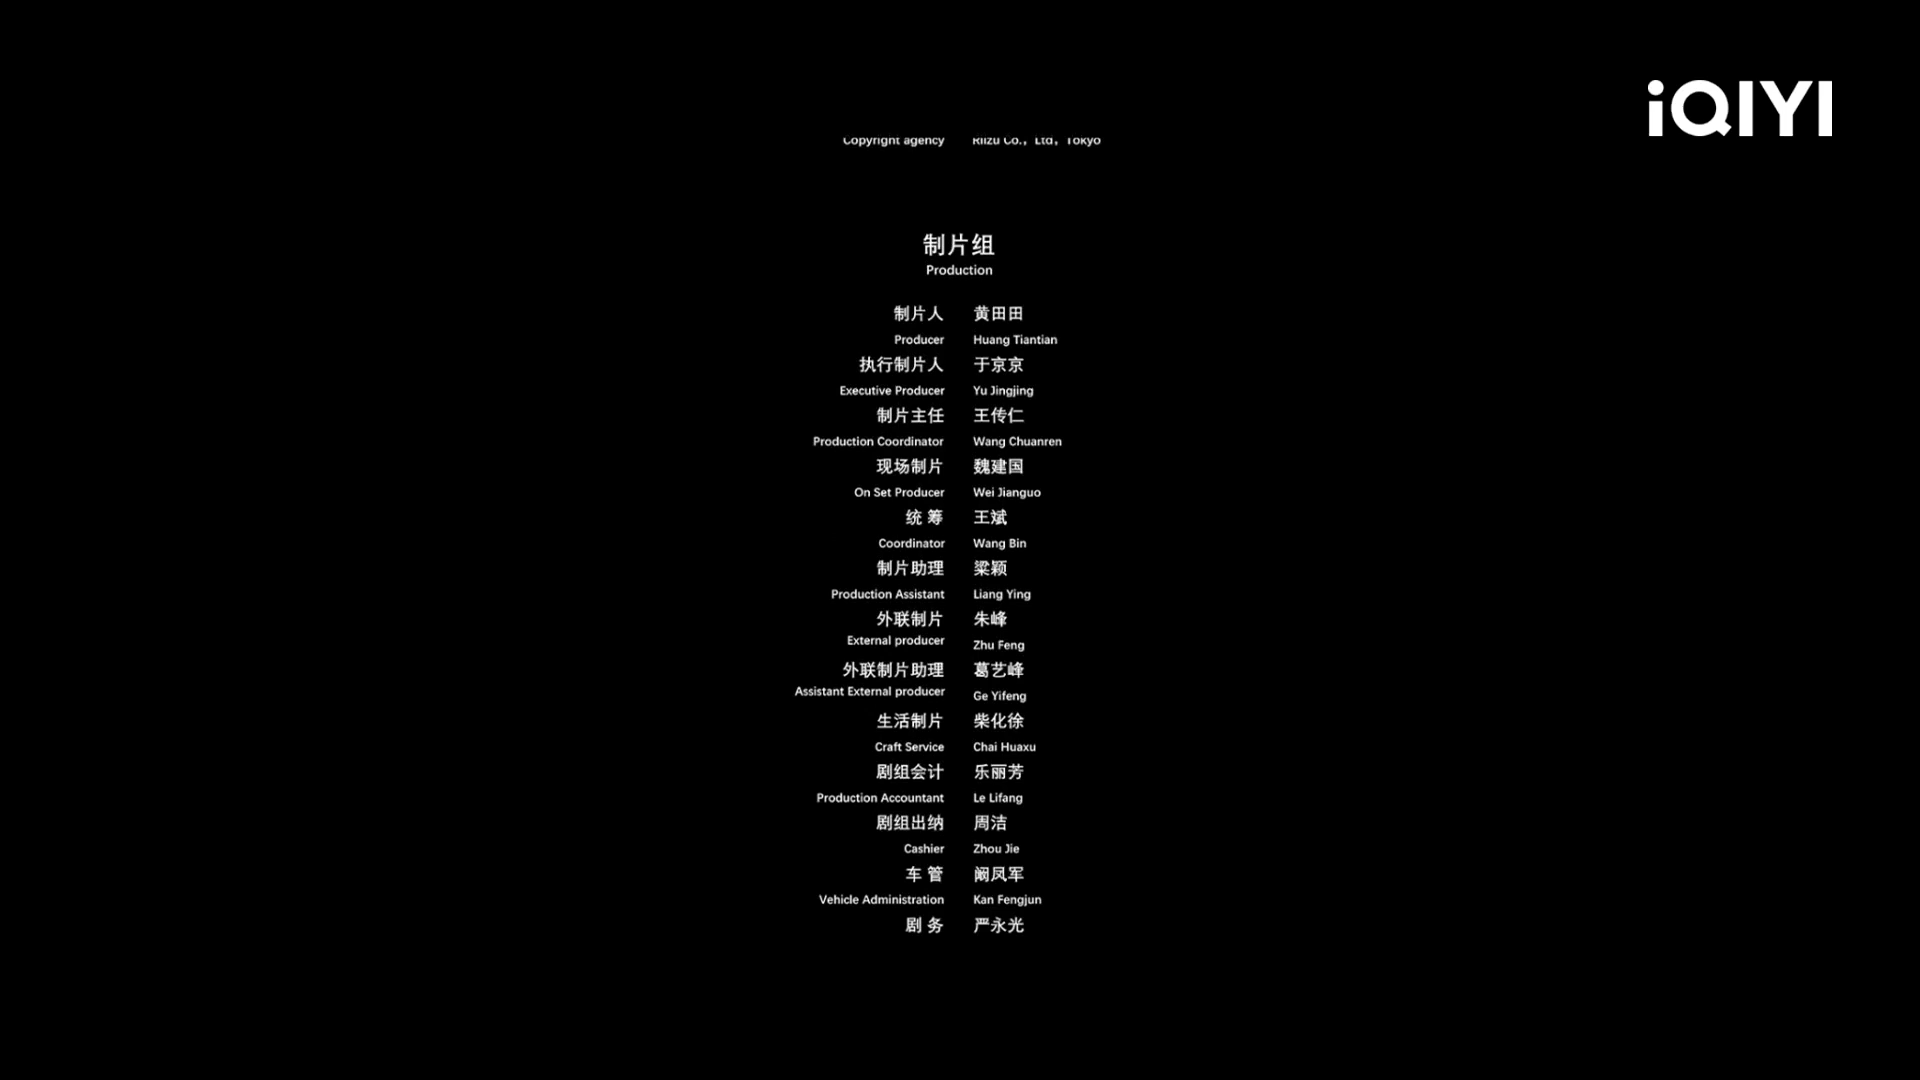 iQIYI
Copyright agency Riizu Co., Ltd, Tokyo
制片组
Production
制片人 黄田田
Producer Huang Tiantian
执行制片人 于京京
Executive Producer Yu Jingjing
制片主任 王传仁
Production Coordinator Wang Chuanren
现场制片 魏建国
On Set Producer Wei Jianguo
统 筹 王斌
Coordinator Wang Bin
制片助理 梁颖
Production Assistant Liang Ying
外联制片 朱峰
External producer Zhu Feng
外联制片助理 葛艺峰
Assistant External producer Ge Yifeng
生活制片 柴化徐
Craft Service Chai Huaxu
剧组会计 乐丽芳
Production Accountant Le Lifang
剧组出纳 周洁
Cashier Zhou Jie
车 管 阚凤军
Vehicle Administration Kan Fengjun
剧 务 严永光